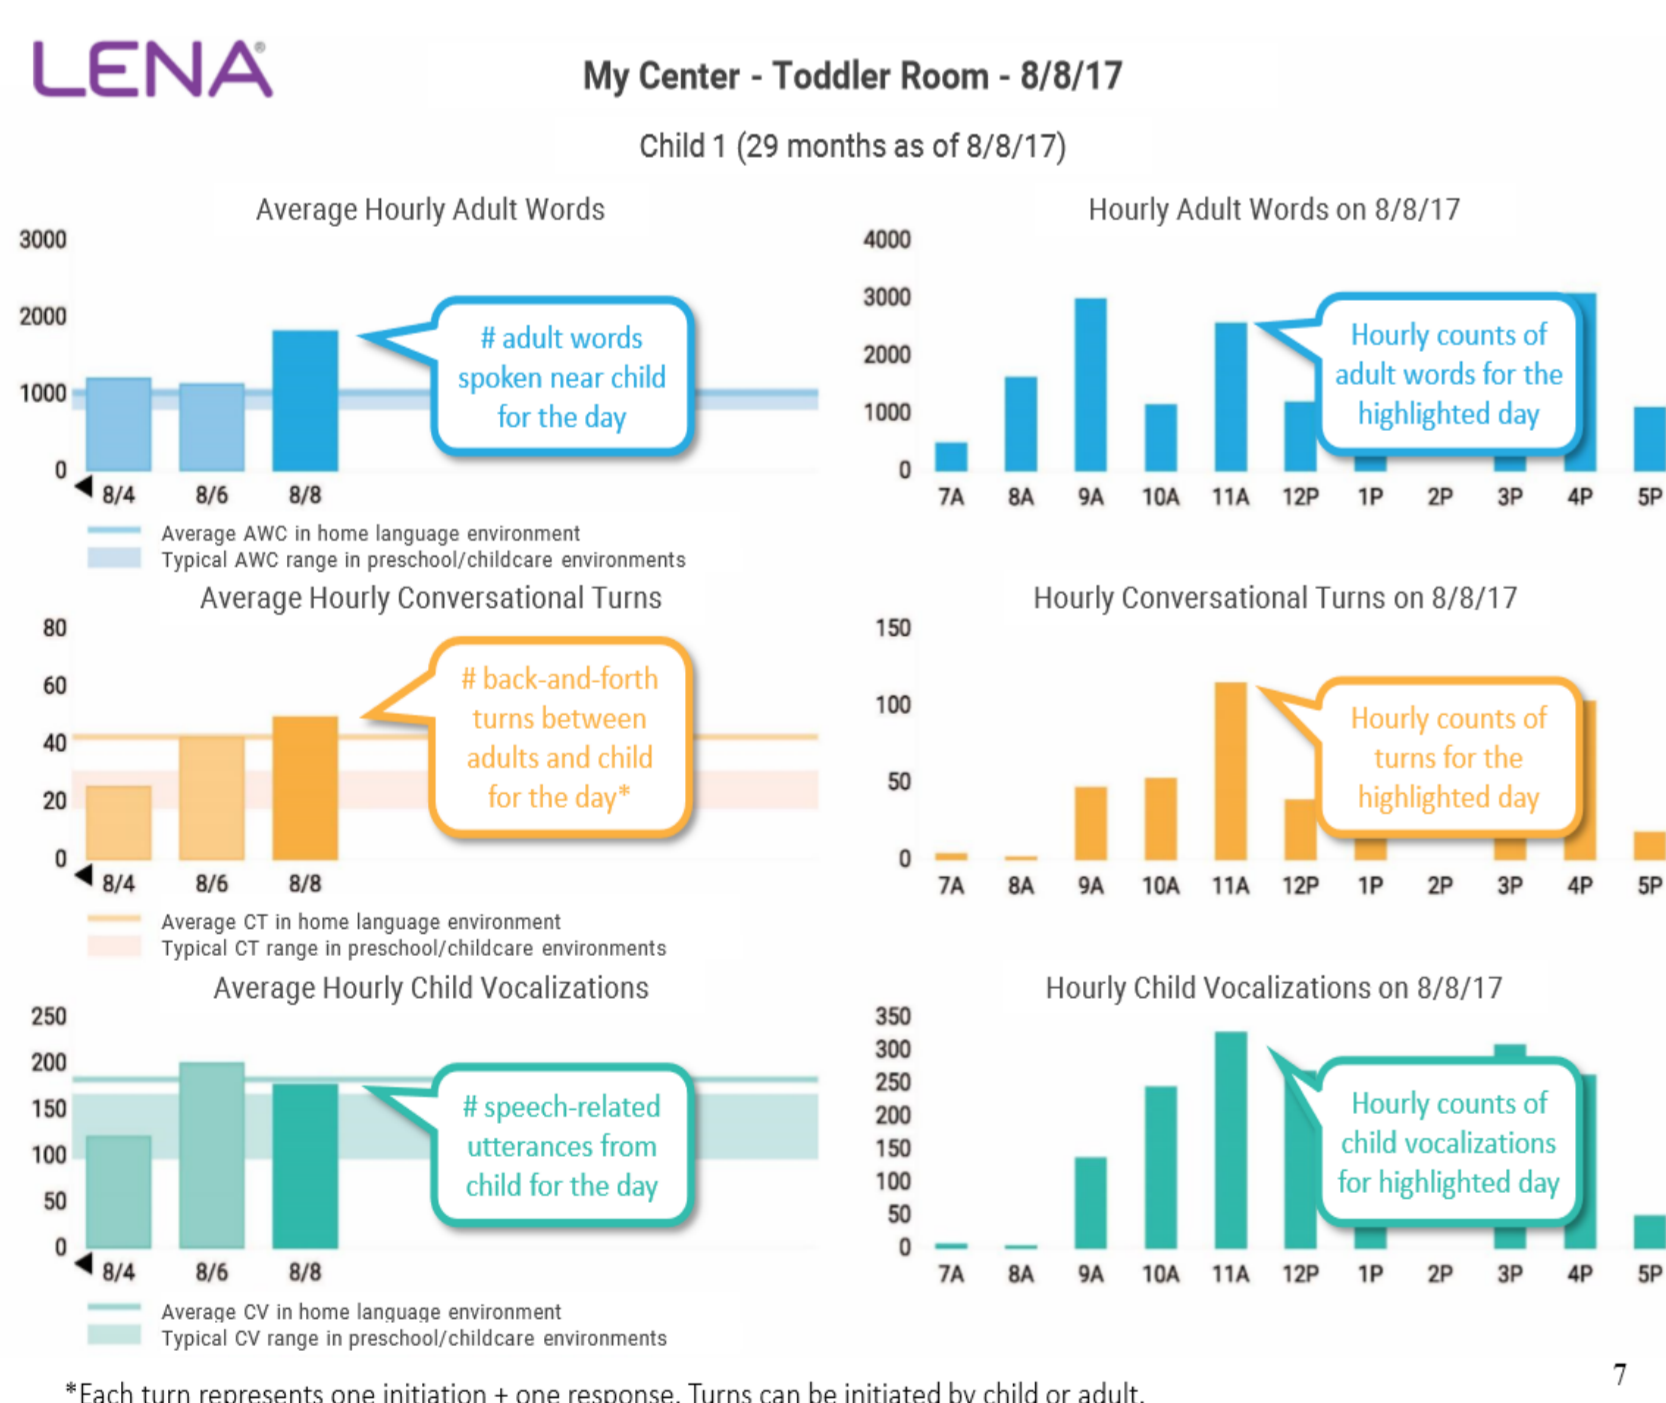 LENA®
My Center - Toddler Room - 8/8/17
Child 1 (29 months as of 8/8/17)
Average Hourly Adult Words
3000
2000
1000
0
8/4 8/6 8/8
# adult words
spoken near child
for the day
Average AWC in home language environment
Typical AWC range in preschool/childcare environments
Hourly Adult Words on 8/8/17
4000
3000
2000
1000
0
7A 8A 9A 10A 11A 12P 1P 2P 3P 4P 5P
Hourly counts of
adult words for the
highlighted day
Average Hourly Conversational Turns
80
60
40
20
0
8/4 8/6 8/8
# back-and-forth
turns between
adults and child
for the day*
Average CT in home language environment
Typical CT range in preschool/childcare environments
Hourly Conversational Turns on 8/8/17
150
100
50
0
7A 8A 9A 10A 11A 12P 1P 2P 3P 4P 5P
Hourly counts of
turns for the
highlighted day
Average Hourly Child Vocalizations
250
200
150
100
50
0
8/4 8/6 8/8
# speech-related
utterances from
child for the day
Average CV in home language environment
Typical CV range in preschool/childcare environments
Hourly Child Vocalizations on 8/8/17
350
300
250
200
150
100
50
0
7A 8A 9A 10A 11A 12P 1P 2P 3P 4P 5P
Hourly counts of
child vocalizations
for highlighted day
7
*Each turn represents one initiation + one response. Turns can be initiated by child or adult.